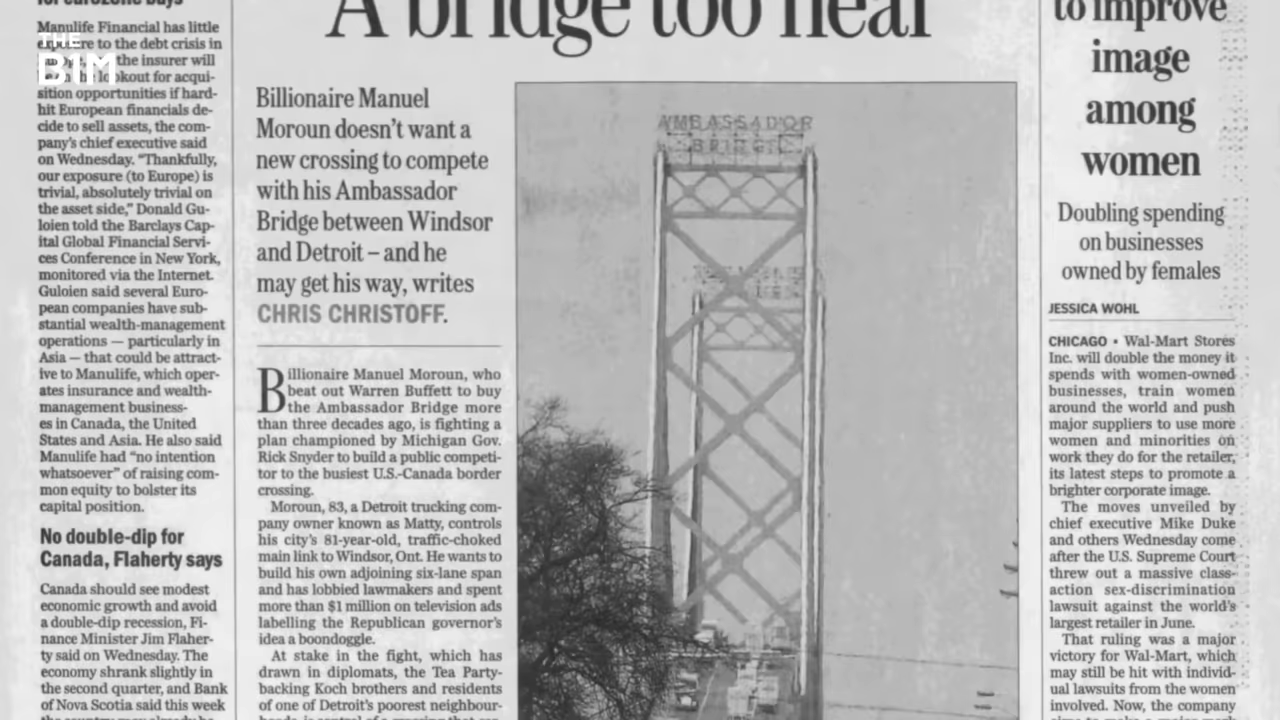 for eurozone buys
Manulife Financial has little
exposure to the debt crisis in
the insurer will
lookout for acqui-
sition opportunities if hard-
hit European financials de-
cide to sell assets, the com-
pany's chief executive said
on Wednesday. "Thankfully,
our exposure (to Europe) is
trivial, absolutely trivial on
the asset side," Donald Gu-
loien told the Barclays Cap-
ital Global Financial Servi-
ces Conference in New York,
monitored via the Internet.
Guloien said several Euro-
pean companies have sub-
stantial wealth-management
operations — particularly in
Asia — that could be attract-
ive to Manulife, which oper-
ates insurance and wealth-
management business-
es in Canada, the United
States and Asia. He also said
Manulife had "no intention
whatsoever" of raising com-
mon equity to bolster its
capital position.
No double-dip for
Canada, Flaherty says
Canada should see modest
economic growth and avoid
a double-dip recession, Fi-
nance Minister Jim Flaher-
ty said on Wednesday. The
economy shrank slightly in
the second quarter, and Bank
of Nova Scotia said this week
THE
BIM
A bridge too near
Billionaire Manuel
Moroun doesn't want a
new crossing to compete
with his Ambassador
Bridge between Windsor
and Detroit – and he
may get his way, writes
CHRIS CHRISTOFF.
Billionaire Manuel Moroun, who
beat out Warren Buffett to buy
the Ambassador Bridge more
than three decades ago, is fighting a
plan championed by Michigan Gov.
Rick Snyder to build a public competi-
tor to the busiest U.S.-Canada border
crossing.
Moroun, 83, a Detroit trucking com-
pany owner known as Matty, controls
his city's 81-year-old, traffic-choked
main link to Windsor, Ont. He wants to
build his own adjoining six-lane span
and has lobbied lawmakers and spent
more than $1 million on television ads
labelling the Republican governor's
idea a boondoggle.
At stake in the fight, which has
drawn in diplomats, the Tea Party-
backing Koch brothers and residents
of one of Detroit's poorest neighbour-
AMBASSADOR
BRIDGE
to improve
image
among
women
Doubling spending
on businesses
owned by females
JESSICA WOHL
CHICAGO • Wal-Mart Stores
Inc. will double the money it
spends with women-owned
businesses, train women
around the world and push
major suppliers to use more
women and minorities on
work they do for the retailer,
its latest steps to promote a
brighter corporate image.
The moves unveiled by
chief executive Mike Duke
and others Wednesday come
after the U.S. Supreme Court
threw out a massive class-
action sex-discrimination
lawsuit against the world's
largest retailer in June.
That ruling was a major
victory for Wal-Mart, which
may still be hit with individ-
ual lawsuits from the women
involved. Now, the company